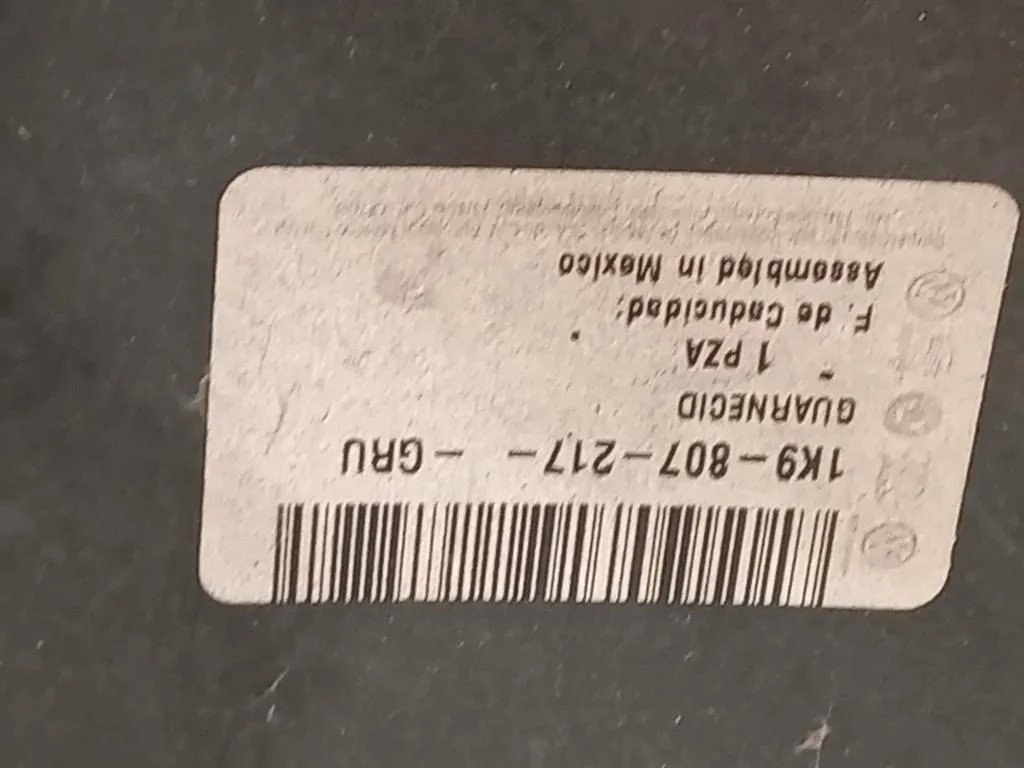 1K9-807-217- -GRU
GUARNECID
1 PZA
F. de Caducidad:
Assembled in Mexico